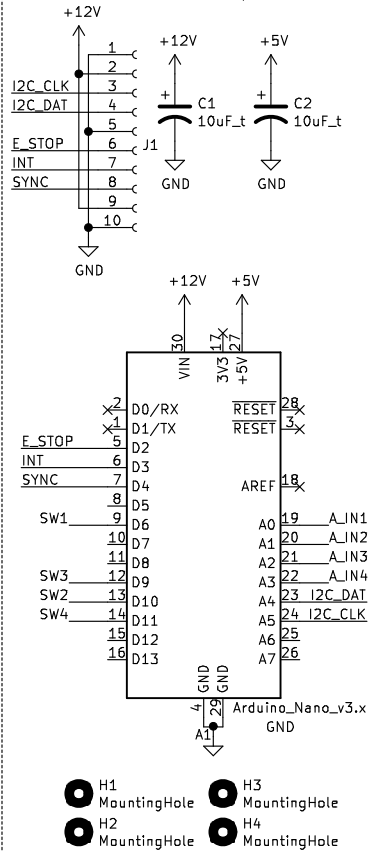 +12V
1
2
I2C_CLK 3
I2C_DAT 4
5
E_STOP 6 J1
INT 7
SYNC 8
9
10
GND
+12V
+
C1
10uF_t
GND
+5V
+
C2
10uF_t
GND
+12V +5V
30 17 27
VIN 3V3 +5V
2 D0/RX RESET 28
1 D1/TX RESET 3
E_STOP 5 D2
INT 6 D3
SYNC 7 D4 AREF 18
8 D5
SW1 9 D6 A0 19 A_IN1
10 D7 A1 20 A_IN2
11 D8 A2 21 A_IN3
SW3 12 D9 A3 22 A_IN4
SW2 13 D10 A4 23 I2C_DAT
SW4 14 D11 A5 24 I2C_CLK
15 D12 A6 25
16 D13 A7 26
GND GND
4 29 Arduino_Nano_v3.x
A1 GND
H1 H3
MountingHole MountingHole
H2 H4
MountingHole MountingHole